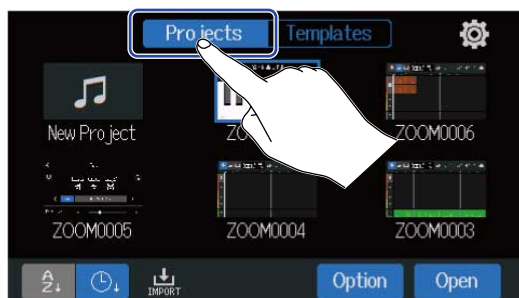 Projects Templates
New Project ZO ZOOM0006
ZOOM0005 ZOOM0004 ZOOM0003
A Z↓ IMPORT Option Open